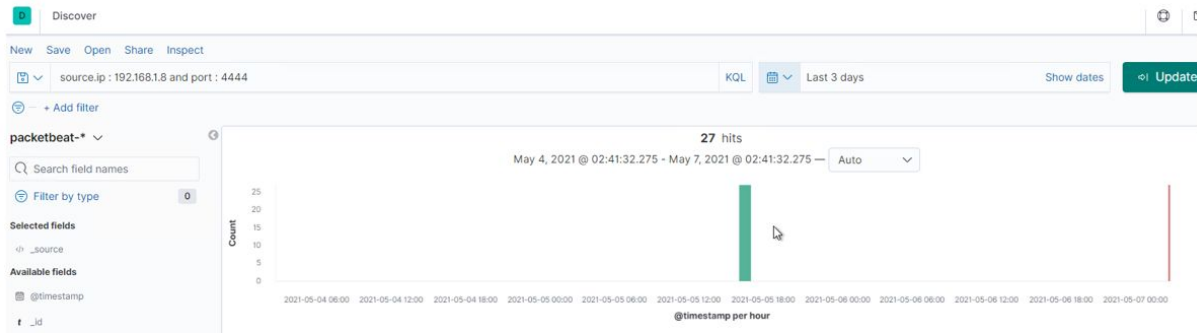 D Discover
New Save Open Share Inspect
source.ip : 192.168.1.8 and port : 4444 KQL Last 3 days Show dates Update
+ Add filter
packetbeat-* 27 hits
May 4, 2021 @ 02:41:32.275 - May 7, 2021 @ 02:41:32.275 — Auto
Search field names
Filter by type 0
Selected fields
</> _source
Available fields
@timestamp
t _id
Count
25
20
15
10
5
0
2021-05-04 06:00 2021-05-04 12:00 2021-05-04 18:00 2021-05-05 00:00 2021-05-05 06:00 2021-05-05 12:00 2021-05-05 18:00 2021-05-06 00:00 2021-05-06 06:00 2021-05-06 12:00 2021-05-06 18:00 2021-05-07 00:00
@timestamp per hour